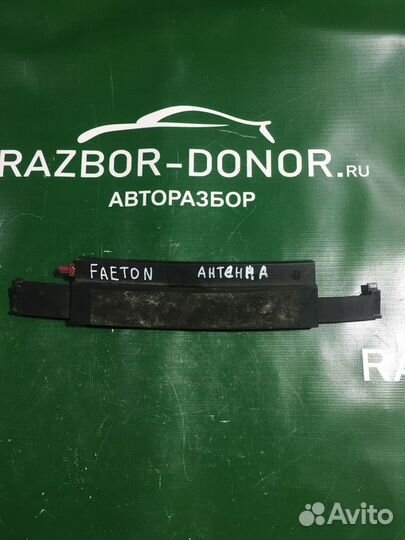 RAZBOR-DONOR.RU
АВТОРАЗБОР
FAETON АНТЕННА
RA
Avito